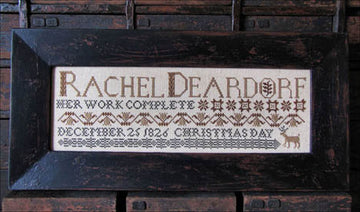 RACHEL DEARDORF
HER WORK COMPLETE
DECEMBER 25 1826 CHRISTMAS DAY